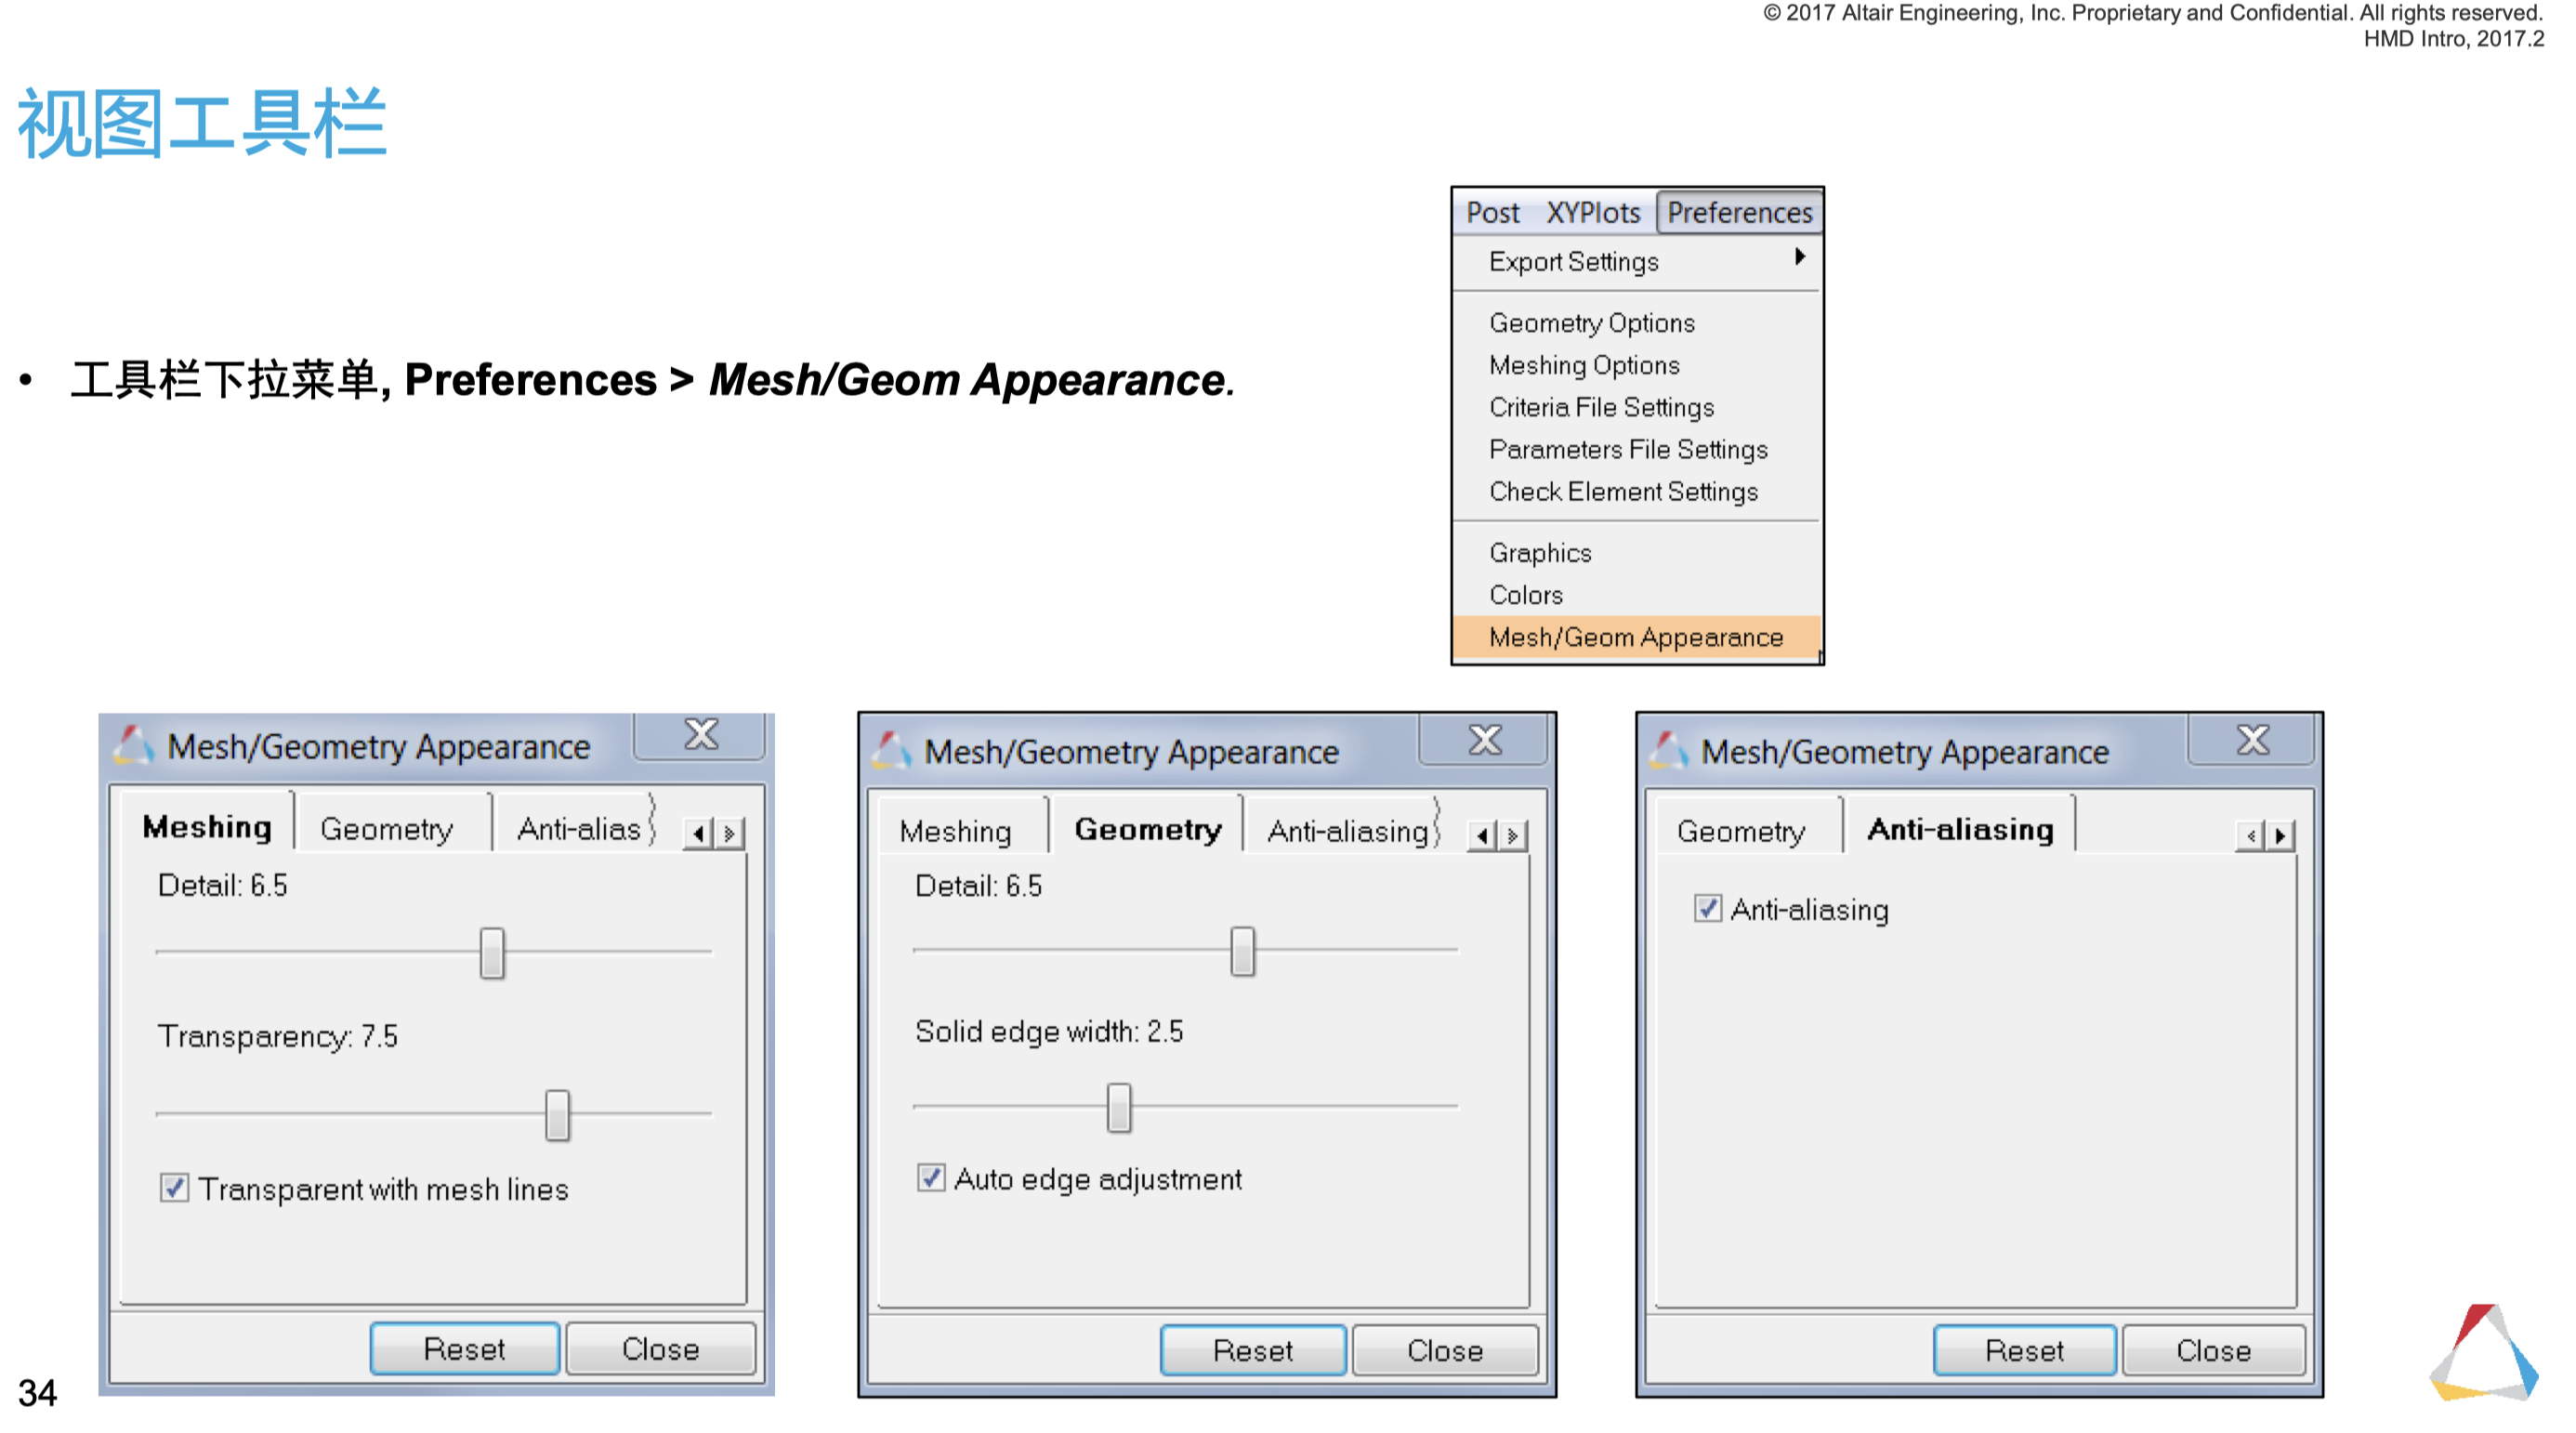 © 2017 Altair Engineering, Inc. Proprietary and Confidential. All rights reserved.
HMD Intro, 2017.2
视图工具栏
• 工具栏下拉菜单, Preferences > Mesh/Geom Appearance.
Post XYPlots Preferences
Export Settings
Geometry Options
Meshing Options
Criteria File Settings
Parameters File Settings
Check Element Settings
Graphics
Colors
Mesh/Geom Appearance
Mesh/Geometry Appearance
Meshing Geometry Anti-alias
Detail: 6.5
Transparency: 7.5
Transparent with mesh lines
Reset Close
Mesh/Geometry Appearance
Meshing Geometry Anti-aliasing
Detail: 6.5
Solid edge width: 2.5
Auto edge adjustment
Reset Close
Mesh/Geometry Appearance
Geometry Anti-aliasing
Anti-aliasing
Reset Close
34